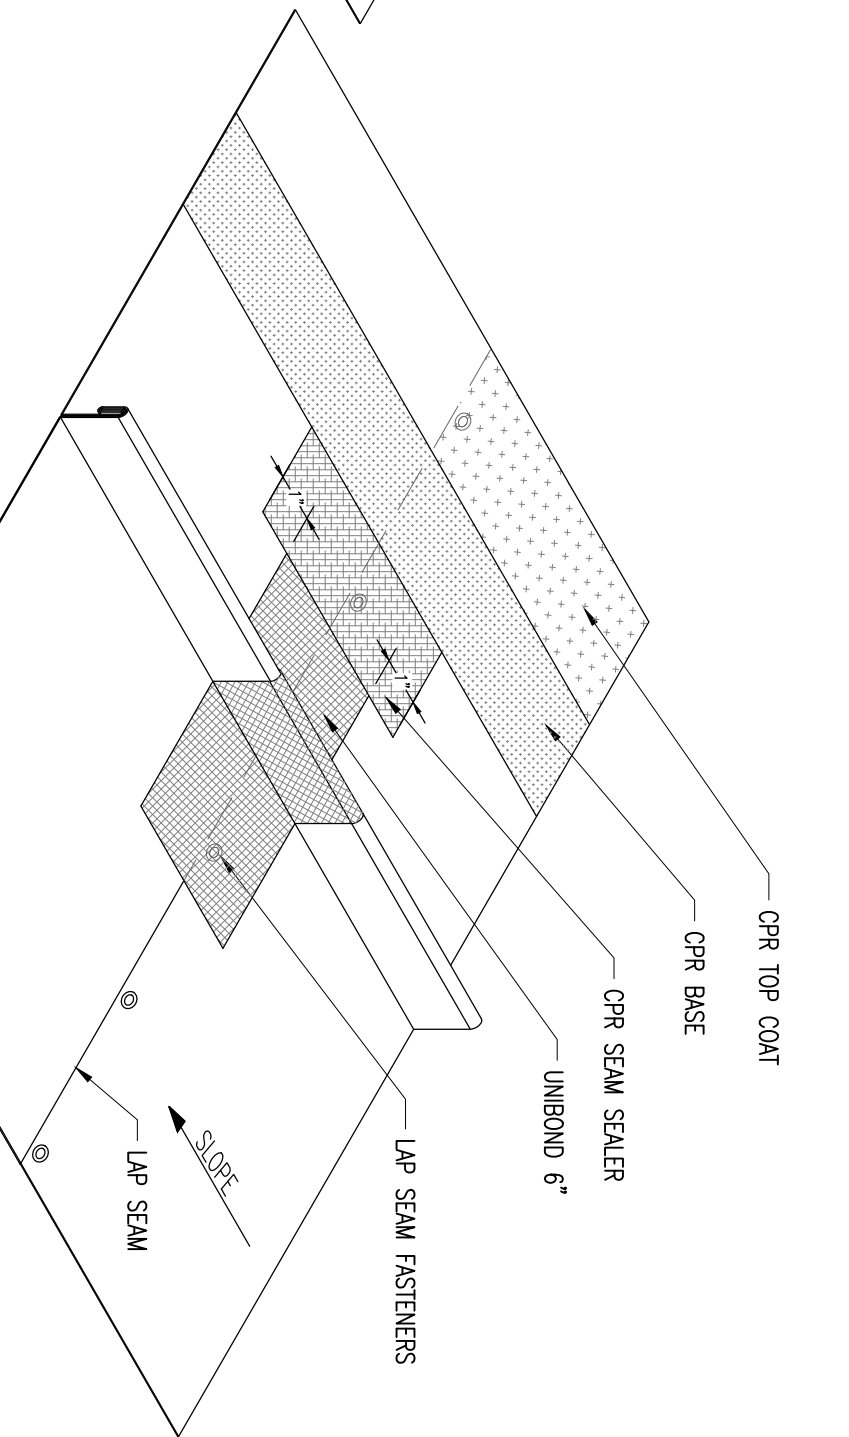 CPR TOP COAT
CPR BASE
CPR SEAM SEALER
UNIBOND 6"
LAP SEAM FASTENERS
LAP SEAM
SLOPE
1"
1"